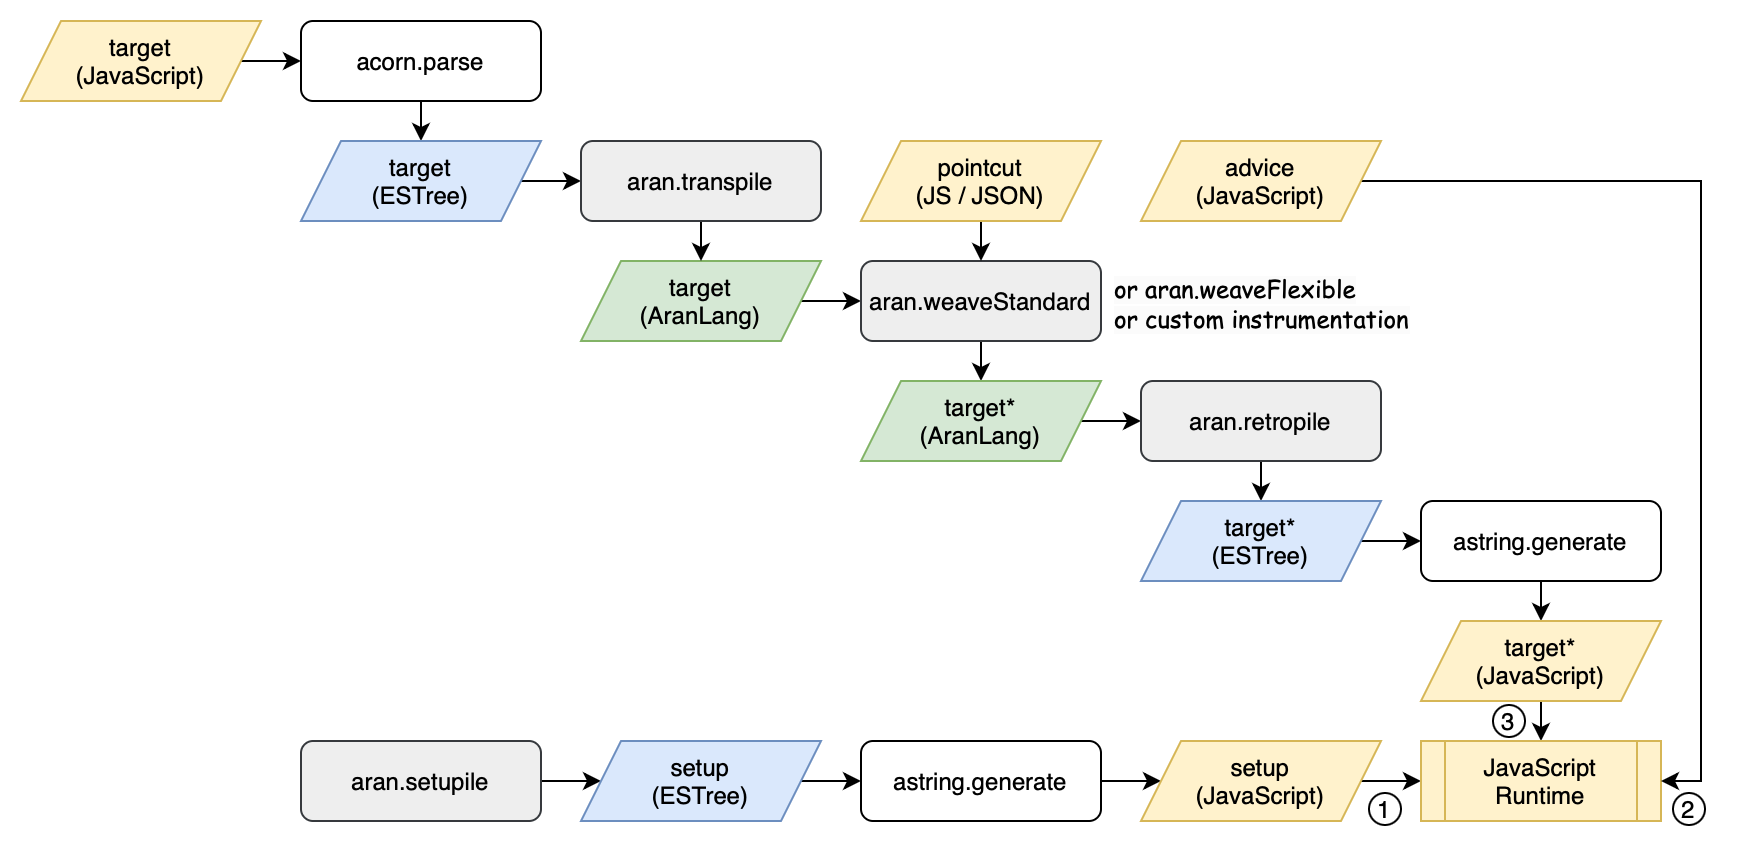 target
(JavaScript)
acorn.parse
target
(ESTree)
aran.transpile
pointcut
(JS / JSON)
advice
(JavaScript)
target
(AranLang)
aran.weaveStandard
or aran.weaveFlexible
or custom instrumentation
target*
(AranLang)
aran.retropile
target*
(ESTree)
astring.generate
target*
(JavaScript)
3
aran.setupile
setup
(ESTree)
astring.generate
setup
(JavaScript)
1
JavaScript
Runtime
2